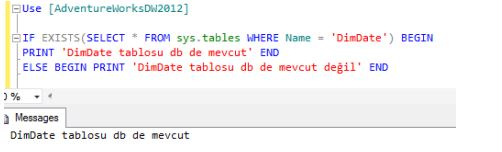 Use [AdventureWorksDW2012]
IF EXISTS(SELECT * FROM sys.tables WHERE Name = 'DimDate') BEGIN
PRINT 'DimDate tablosu db de mevcut' END
ELSE BEGIN PRINT 'DimDate tablosu db de mevcut değil' END
0 %
Messages
DimDate tablosu db de mevcut